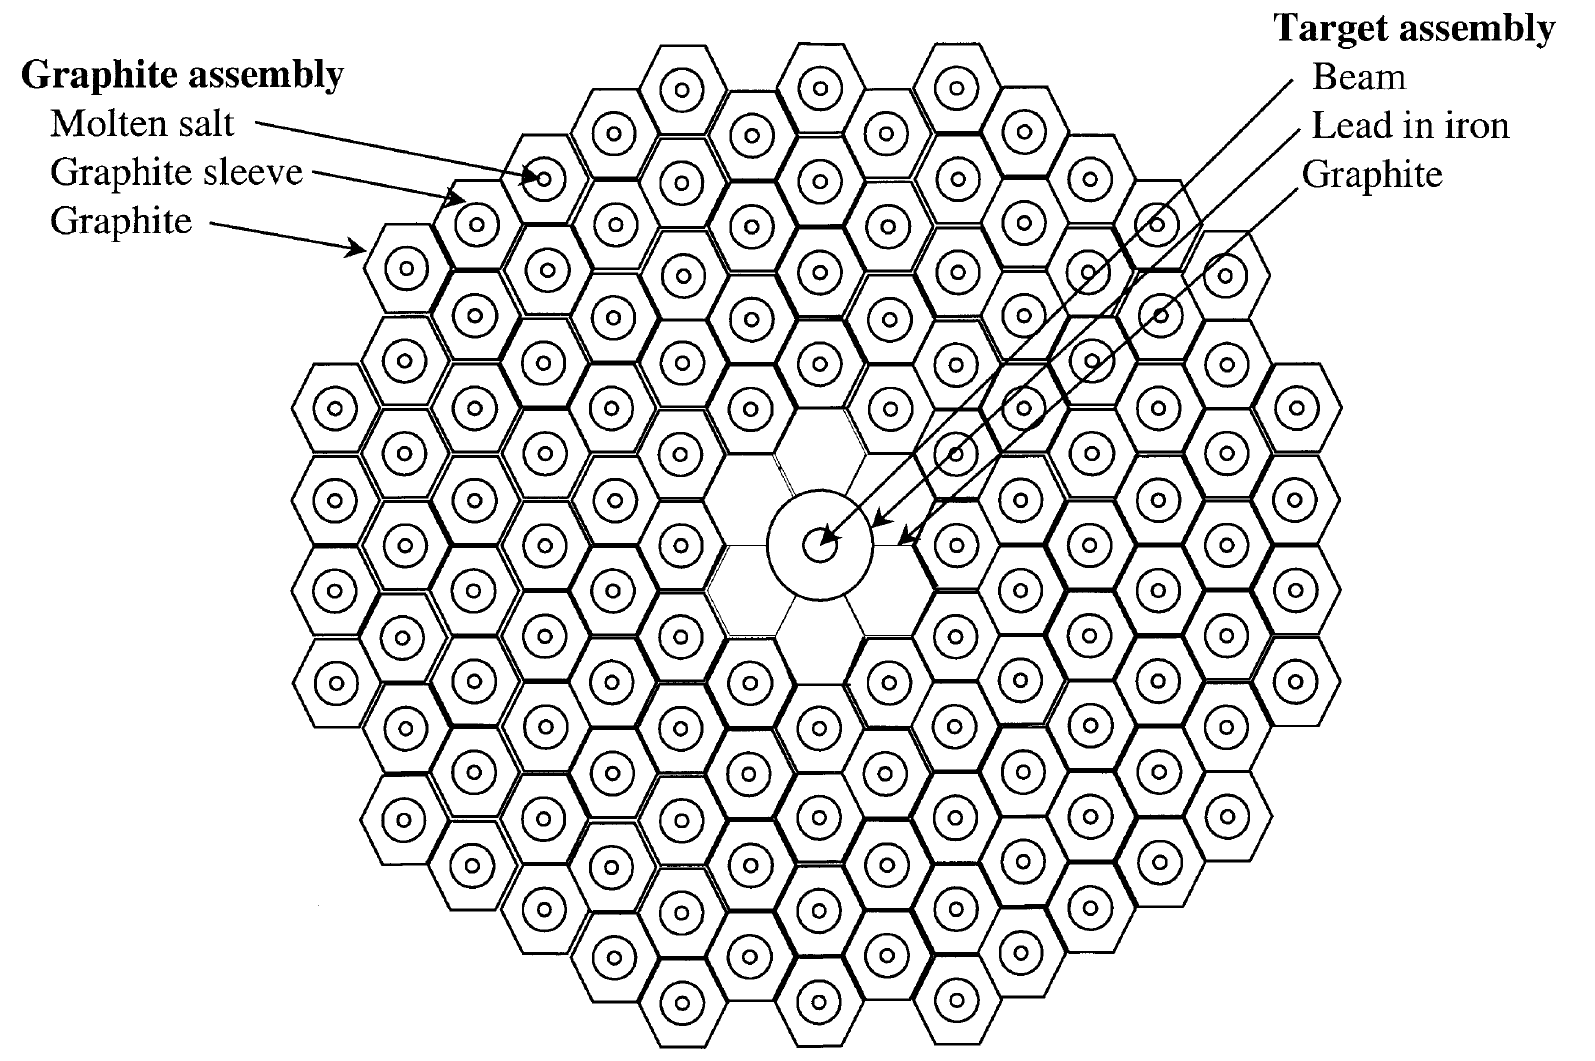 Graphite assembly
Molten salt
Graphite sleeve
Graphite
Target assembly
Beam
Lead in iron
Graphite